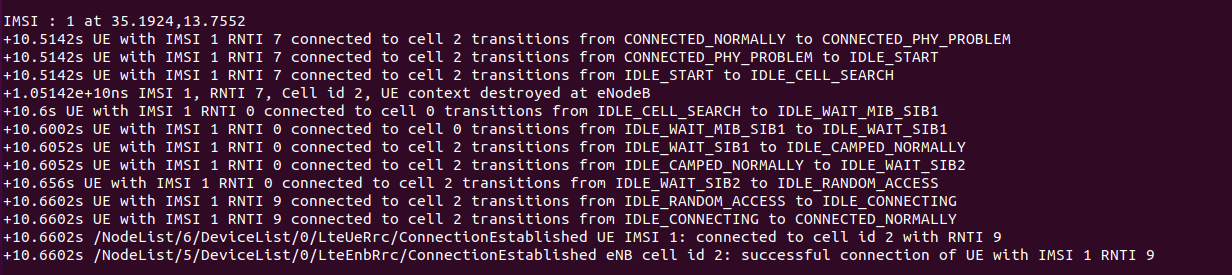 IMSI : 1 at 35.1924,13.7552
+10.5142s UE with IMSI 1 RNTI 7 connected to cell 2 transitions from CONNECTED_NORMALLY to CONNECTED_PHY_PROBLEM
+10.5142s UE with IMSI 1 RNTI 7 connected to cell 2 transitions from CONNECTED_PHY_PROBLEM to IDLE_START
+10.5142s UE with IMSI 1 RNTI 7 connected to cell 2 transitions from IDLE_START to IDLE_CELL_SEARCH
+1.05142e+10ns IMSI 1, RNTI 7, Cell id 2, UE context destroyed at eNodeB
+10.6s UE with IMSI 1 RNTI 0 connected to cell 0 transitions from IDLE_CELL_SEARCH to IDLE_WAIT_MIB_SIB1
+10.6002s UE with IMSI 1 RNTI 0 connected to cell 0 transitions from IDLE_WAIT_MIB_SIB1 to IDLE_WAIT_SIB1
+10.6052s UE with IMSI 1 RNTI 0 connected to cell 2 transitions from IDLE_WAIT_SIB1 to IDLE_CAMPED_NORMALLY
+10.6052s UE with IMSI 1 RNTI 0 connected to cell 2 transitions from IDLE_CAMPED_NORMALLY to IDLE_WAIT_SIB2
+10.656s UE with IMSI 1 RNTI 0 connected to cell 2 transitions from IDLE_WAIT_SIB2 to IDLE_RANDOM_ACCESS
+10.6602s UE with IMSI 1 RNTI 9 connected to cell 2 transitions from IDLE_RANDOM_ACCESS to IDLE_CONNECTING
+10.6602s UE with IMSI 1 RNTI 9 connected to cell 2 transitions from IDLE_CONNECTING to CONNECTED_NORMALLY
+10.6602s /NodeList/6/DeviceList/0/LteUeRrc/ConnectionEstablished UE IMSI 1: connected to cell id 2 with RNTI 9
+10.6602s /NodeList/5/DeviceList/0/LteEnbRrc/ConnectionEstablished eNB cell id 2: successful connection of UE with IMSI 1 RNTI 9